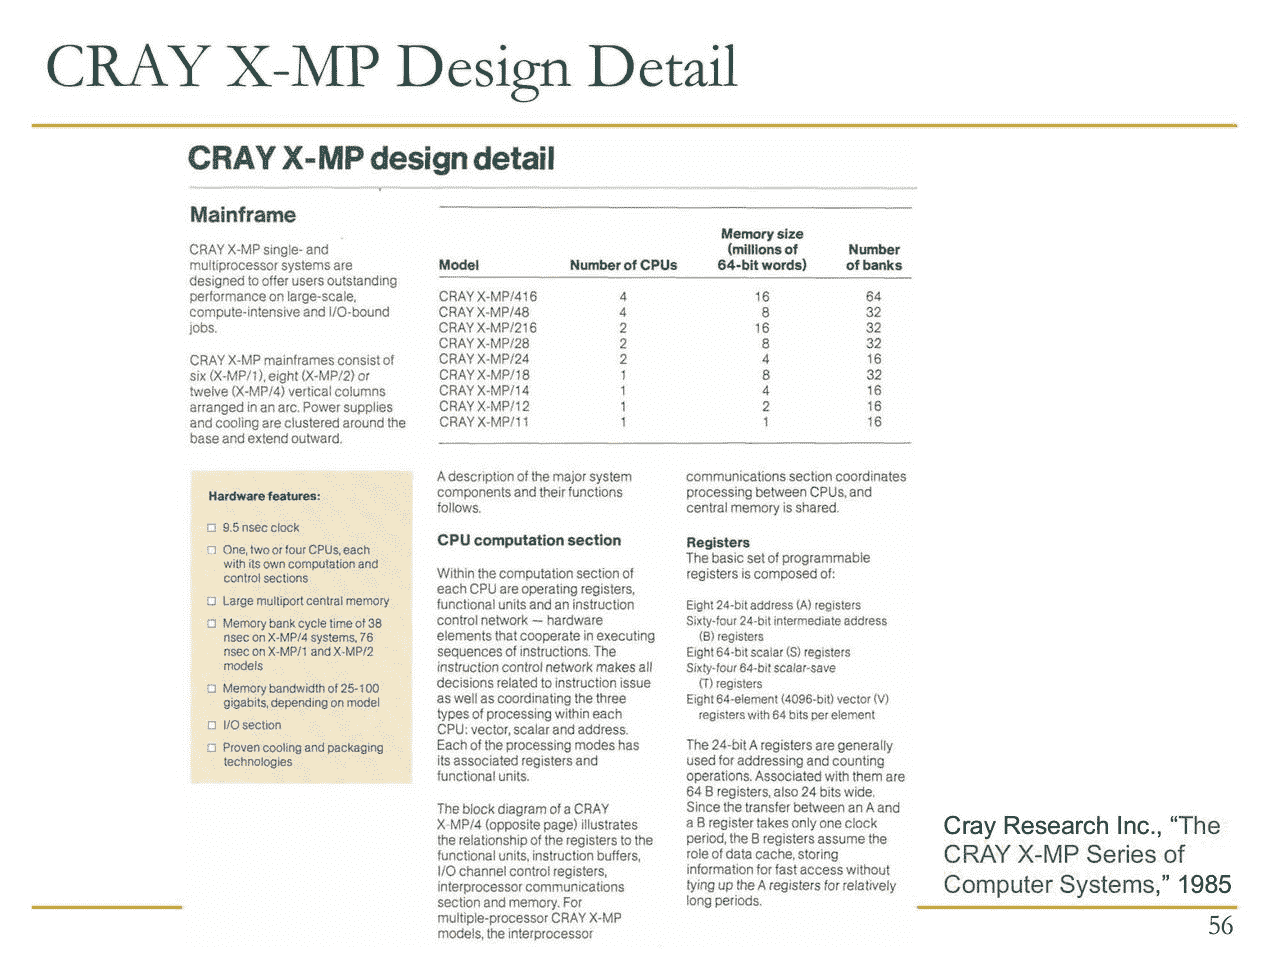 CRAY X-MP Design Detail
CRAY X-MP design detail
Mainframe
CRAY X-MP single- and
multiprocessor systems are
designed to offer users outstanding
performance on large-scale,
compute-intensive and I/O-bound
jobs.
CRAY X-MP mainframes consist of
six (X-MP/1), eight (X-MP/2) or
twelve (X-MP/4) vertical columns
arranged in an arc. Power supplies
and cooling are clustered around the
base and extend outward.
Memory size
(millions of Number
Model Number of CPUs 64-bit words) of banks
CRAY X-MP/416 4 16 64
CRAY X-MP/48 4 8 32
CRAY X-MP/216 2 16 32
CRAY X-MP/28 2 8 32
CRAY X-MP/24 2 4 16
CRAY X-MP/18 1 8 32
CRAY X-MP/14 1 4 16
CRAY X-MP/12 1 2 16
CRAY X-MP/11 1 1 16
Hardware features:
□ 9.5 nsec clock
□ One, two or four CPUs, each
with its own computation and
control sections
□ Large multiport central memory
□ Memory bank cycle time of 38
nsec on X-MP/4 systems, 76
nsec on X-MP/1 and X-MP/2
models
□ Memory bandwidth of 25-100
gigabits, depending on model
□ I/O section
□ Proven cooling and packaging
technologies
A description of the major system
components and their functions
follows.
CPU computation section
Within the computation section of
each CPU are operating registers,
functional units and an instruction
control network — hardware
elements that cooperate in executing
sequences of instructions. The
instruction control network makes all
decisions related to instruction issue
as well as coordinating the three
types of processing within each
CPU: vector, scalar and address.
Each of the processing modes has
its associated registers and
functional units.
The block diagram of a CRAY
X-MP/4 (opposite page) illustrates
the relationship of the registers to the
functional units, instruction buffers,
I/O channel control registers,
interprocessor communications
section and memory. For
multiple-processor CRAY X-MP
models, the interprocessor
communications section coordinates
processing between CPUs, and
central memory is shared.
Registers
The basic set of programmable
registers is composed of:
Eight 24-bit address (A) registers
Sixty-four 24-bit intermediate address
(B) registers
Eight 64-bit scalar (S) registers
Sixty-four 64-bit scalar-save
(T) registers
Eight 64-element (4096-bit) vector (V)
registers with 64 bits per element
The 24-bit A registers are generally
used for addressing and counting
operations. Associated with them are
64 B registers, also 24 bits wide.
Since the transfer between an A and
a B register takes only one clock
period, the B registers assume the
role of data cache, storing
information for fast access without
tying up the A registers for relatively
long periods.
Cray Research Inc., “The
CRAY X-MP Series of
Computer Systems,” 1985
56